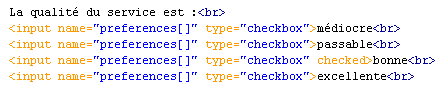 La qualité du service est :<br>
<input name="preferences[]" type="checkbox">médiocre<br>
<input name="preferences[]" type="checkbox">passable<br>
<input name="preferences[]" type="checkbox" checked>bonne<br>
<input name="preferences[]" type="checkbox">excellente<br>